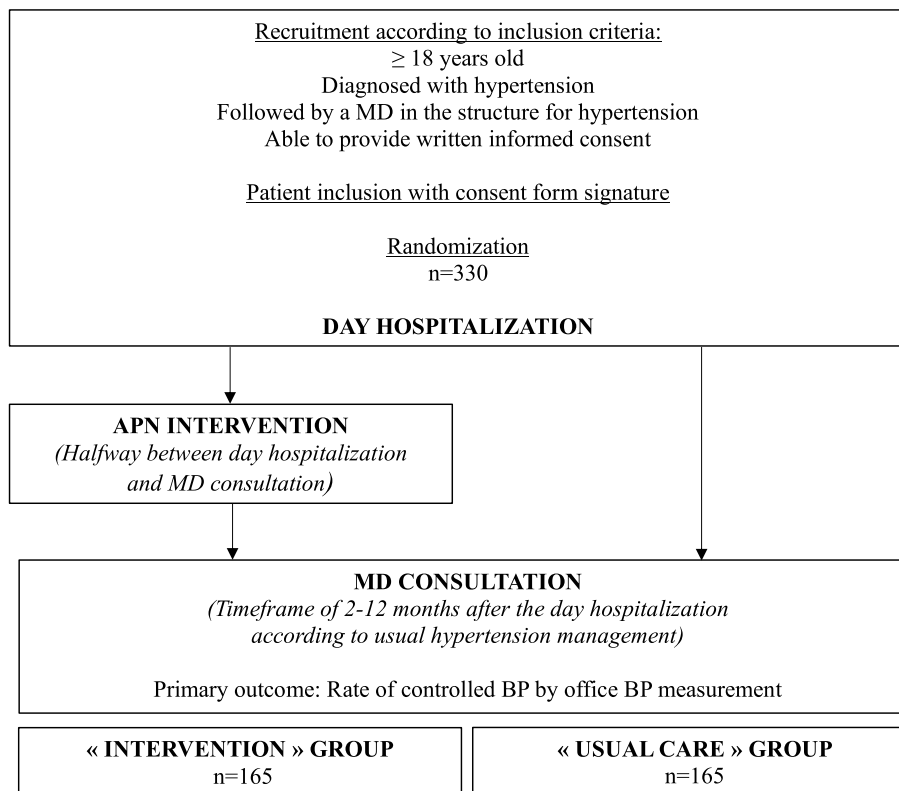 Recruitment according to inclusion criteria:
≥ 18 years old
Diagnosed with hypertension
Followed by a MD in the structure for hypertension
Able to provide written informed consent
Patient inclusion with consent form signature
Randomization
n=330
DAY HOSPITALIZATION
APN INTERVENTION
(Halfway between day hospitalization
and MD consultation)
MD CONSULTATION
(Timeframe of 2-12 months after the day hospitalization
according to usual hypertension management)
Primary outcome: Rate of controlled BP by office BP measurement
« INTERVENTION » GROUP
n=165
« USUAL CARE » GROUP
n=165